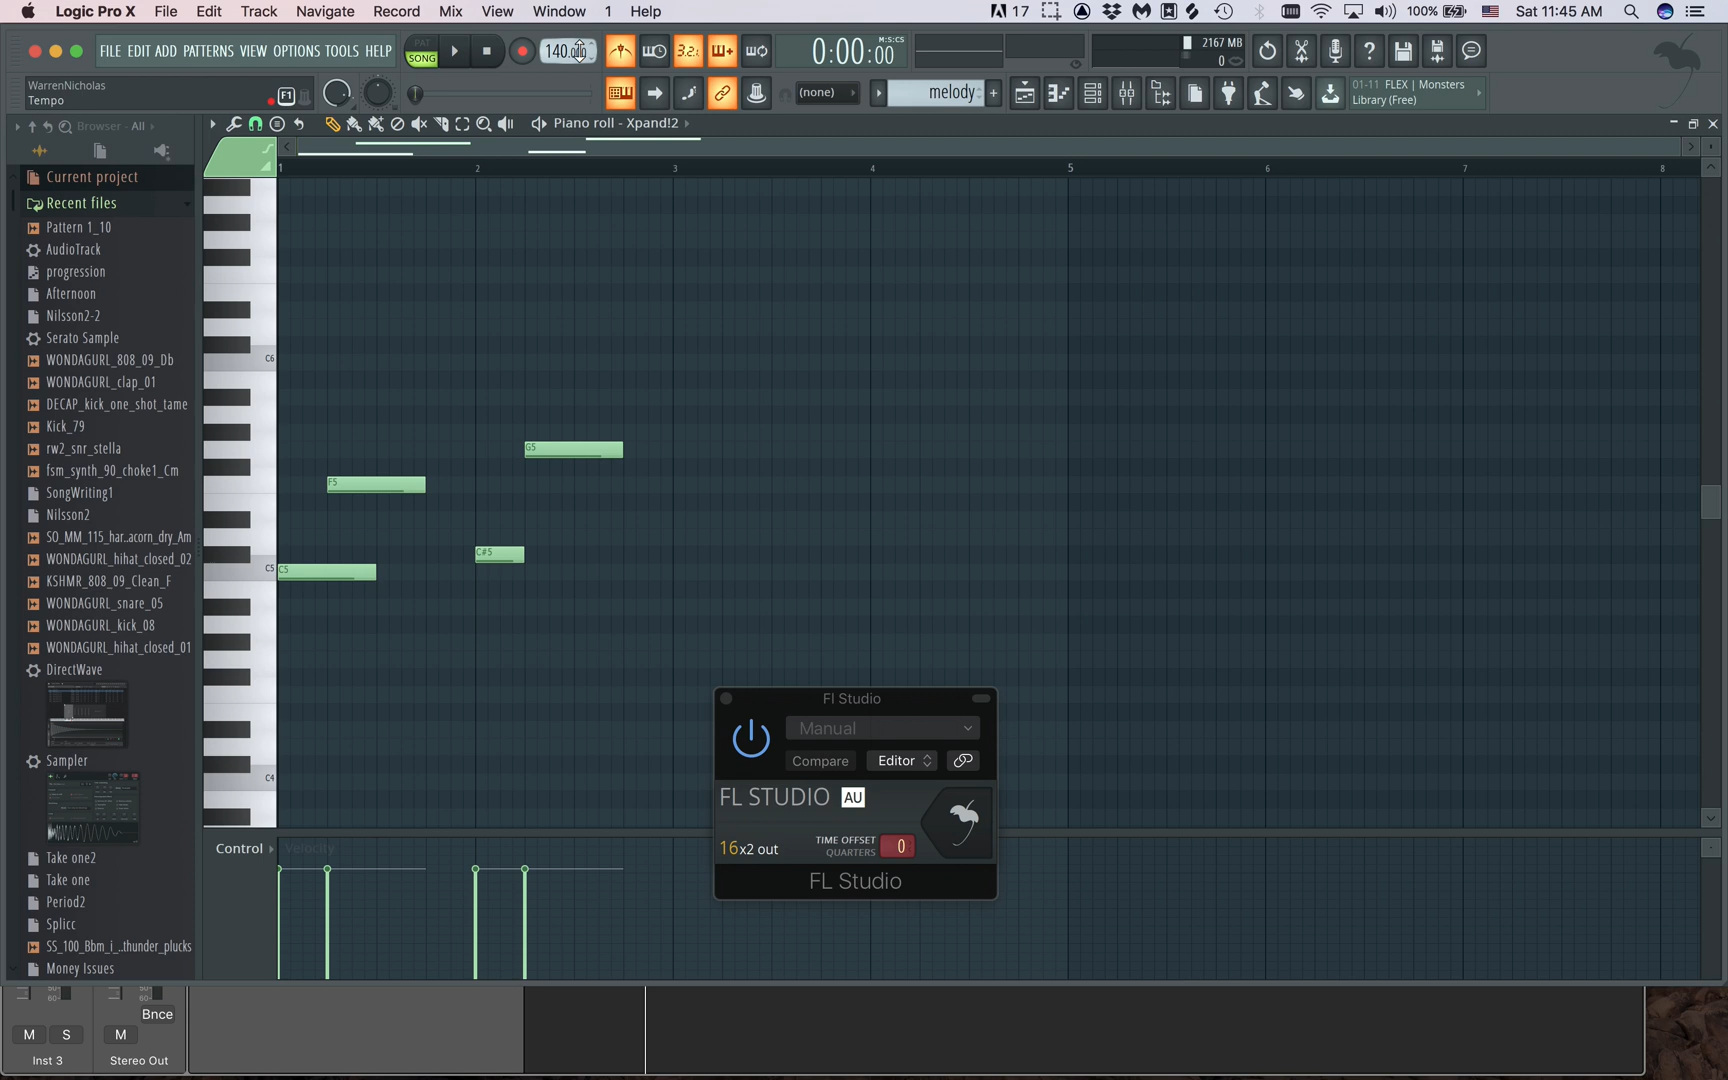 Logic Pro X File Edit Track Navigate Record Mix View Window 1 Help
17 100% Sat 11:45 AM
FILE EDIT ADD PATTERNS VIEW OPTIONS TOOLS HELP
PAT
SONG
3.2.1
0:00:00
M:S:CS
2167 MB
0
WarrenNicholas
Tempo
F1
(none)
melody
01-11 FLEX | Monsters
Library (Free)
Browser - All
Piano roll - Xpand!2
Current project
Recent files
Pattern 1_10
AudioTrack
progression
Afternoon
Nilsson2-2
Serato Sample
WONDAGURL_808_09_Db
WONDAGURL_clap_01
DECAP_kick_one_shot_tame
Kick_79
rw2_snr_stella
fsm_synth_90_choke1_Cm
SongWriting1
Nilsson2
SO_MM_115_har..acorn_dry_Am
WONDAGURL_hihat_closed_02
KSHMR_808_09_Clean_F
WONDAGURL_snare_05
WONDAGURL_kick_08
WONDAGURL_hihat_closed_01
DirectWave
Sampler
Take one2
Take one
Period2
Splicc
SS_100_Bbm_i_..thunder_plucks
Money Issues
1 2 3 4 5 6 7 8
C6
C5
C4
G5
F5
C#5
C5
Control
Velocity
Fl Studio
Manual
Compare
Editor
FL STUDIO AU
16x2 out
TIME OFFSET
QUARTERS
0
FL Studio
Bnce
M S M
Inst 3 Stereo Out